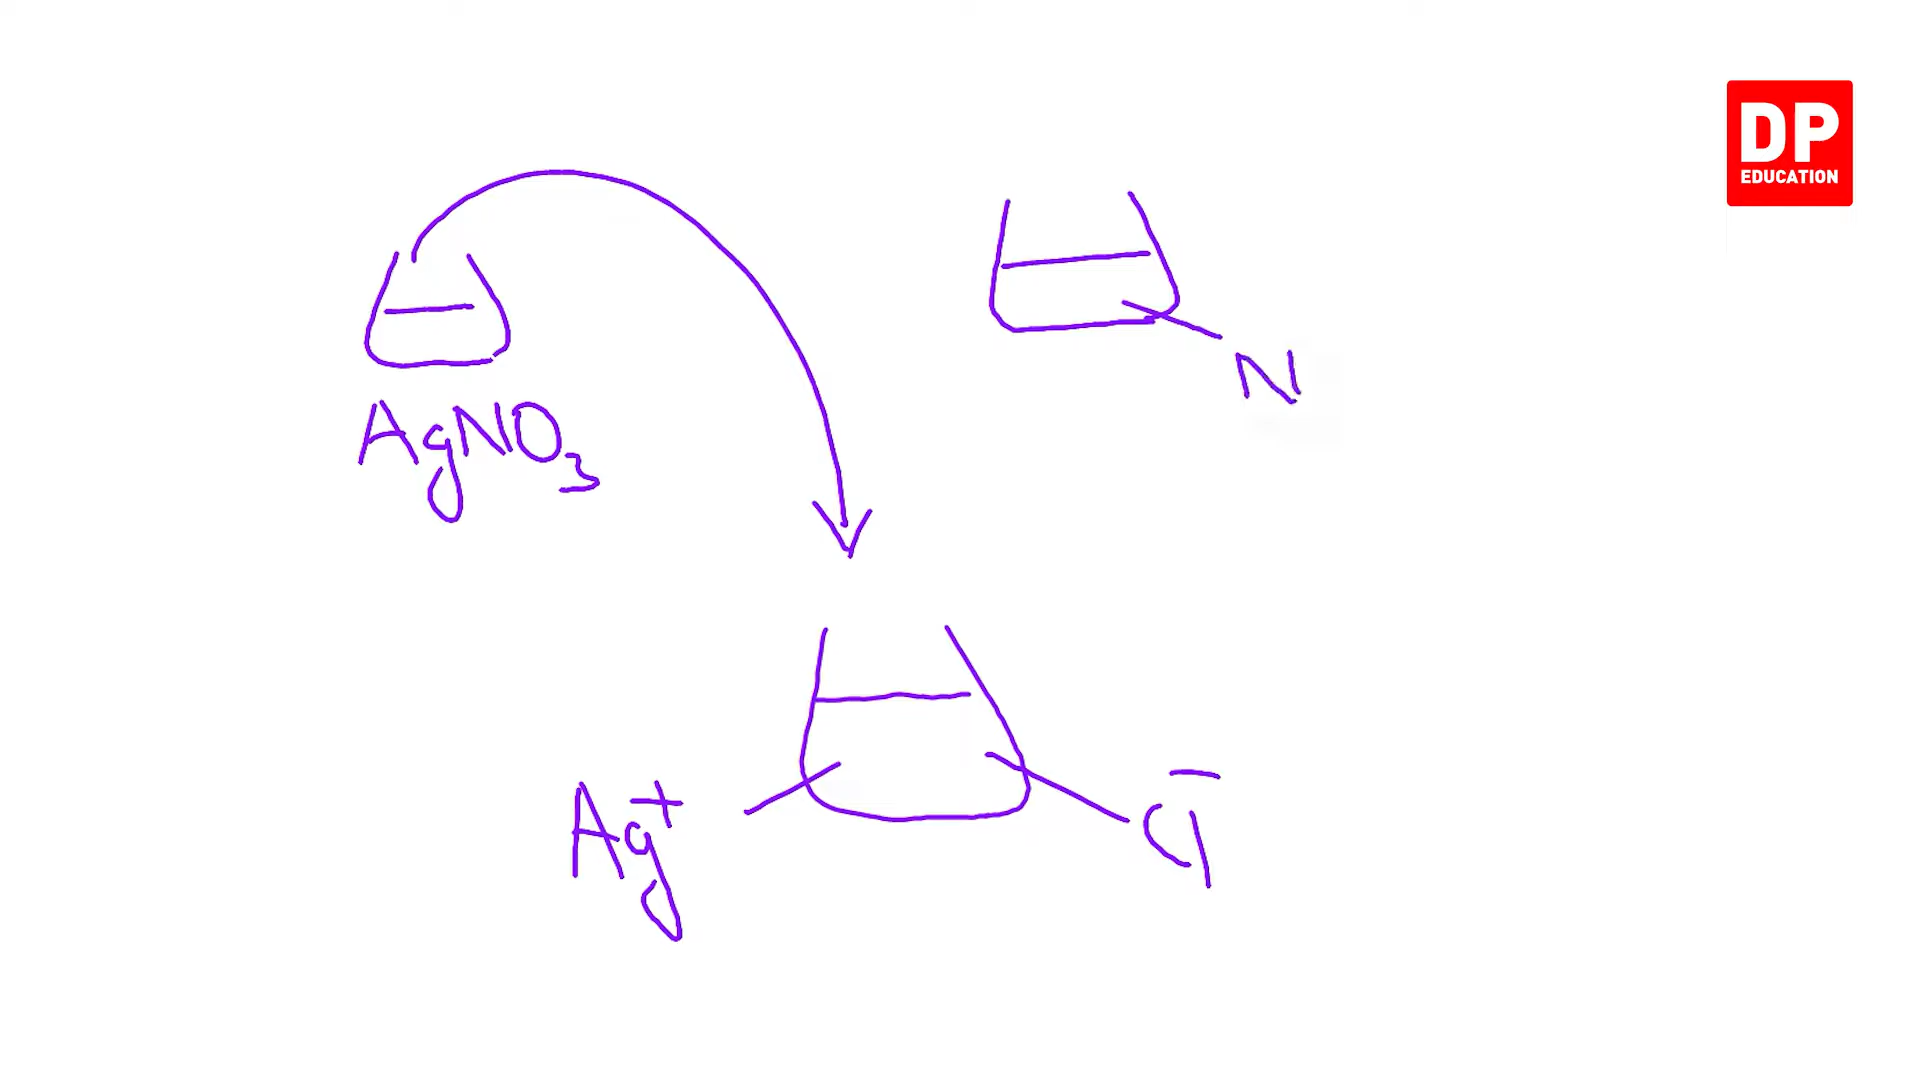 DP
EDUCATION
N
AgNO₃
Ag⁺
Cl⁻